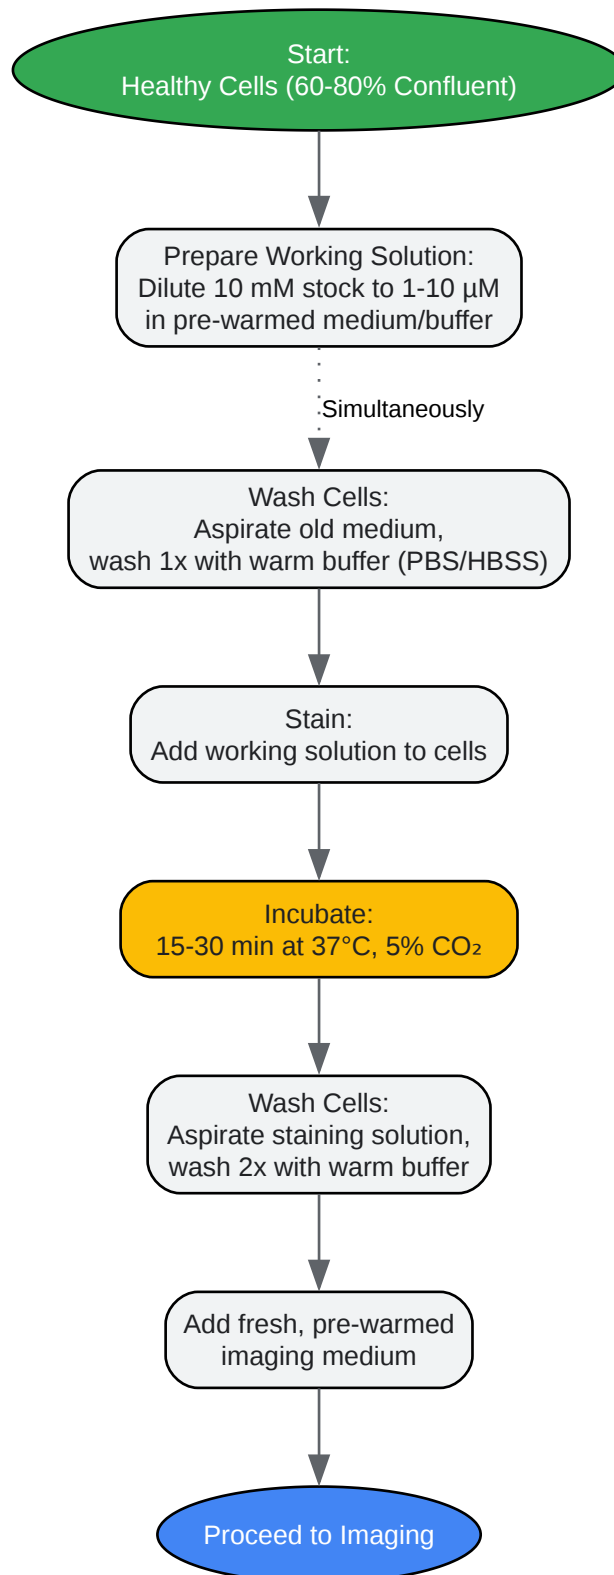 Start:
Healthy Cells (60-80% Confluent)
Prepare Working Solution:
Dilute 10 mM stock to 1-10 µM
in pre-warmed medium/buffer
Simultaneously
Wash Cells:
Aspirate old medium,
wash 1x with warm buffer (PBS/HBSS)
Stain:
Add working solution to cells
Incubate:
15-30 min at 37°C, 5% CO₂
Wash Cells:
Aspirate staining solution,
wash 2x with warm buffer
Add fresh, pre-warmed
imaging medium
Proceed to Imaging